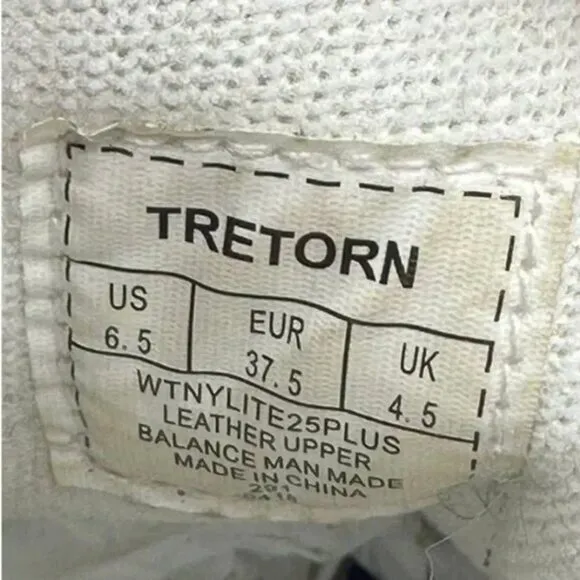 TRETORN
US EUR UK
6.5 37.5 4.5
WTNYLITE25PLUS
LEATHER UPPER
BALANCE MAN MADE
MADE IN CHINA